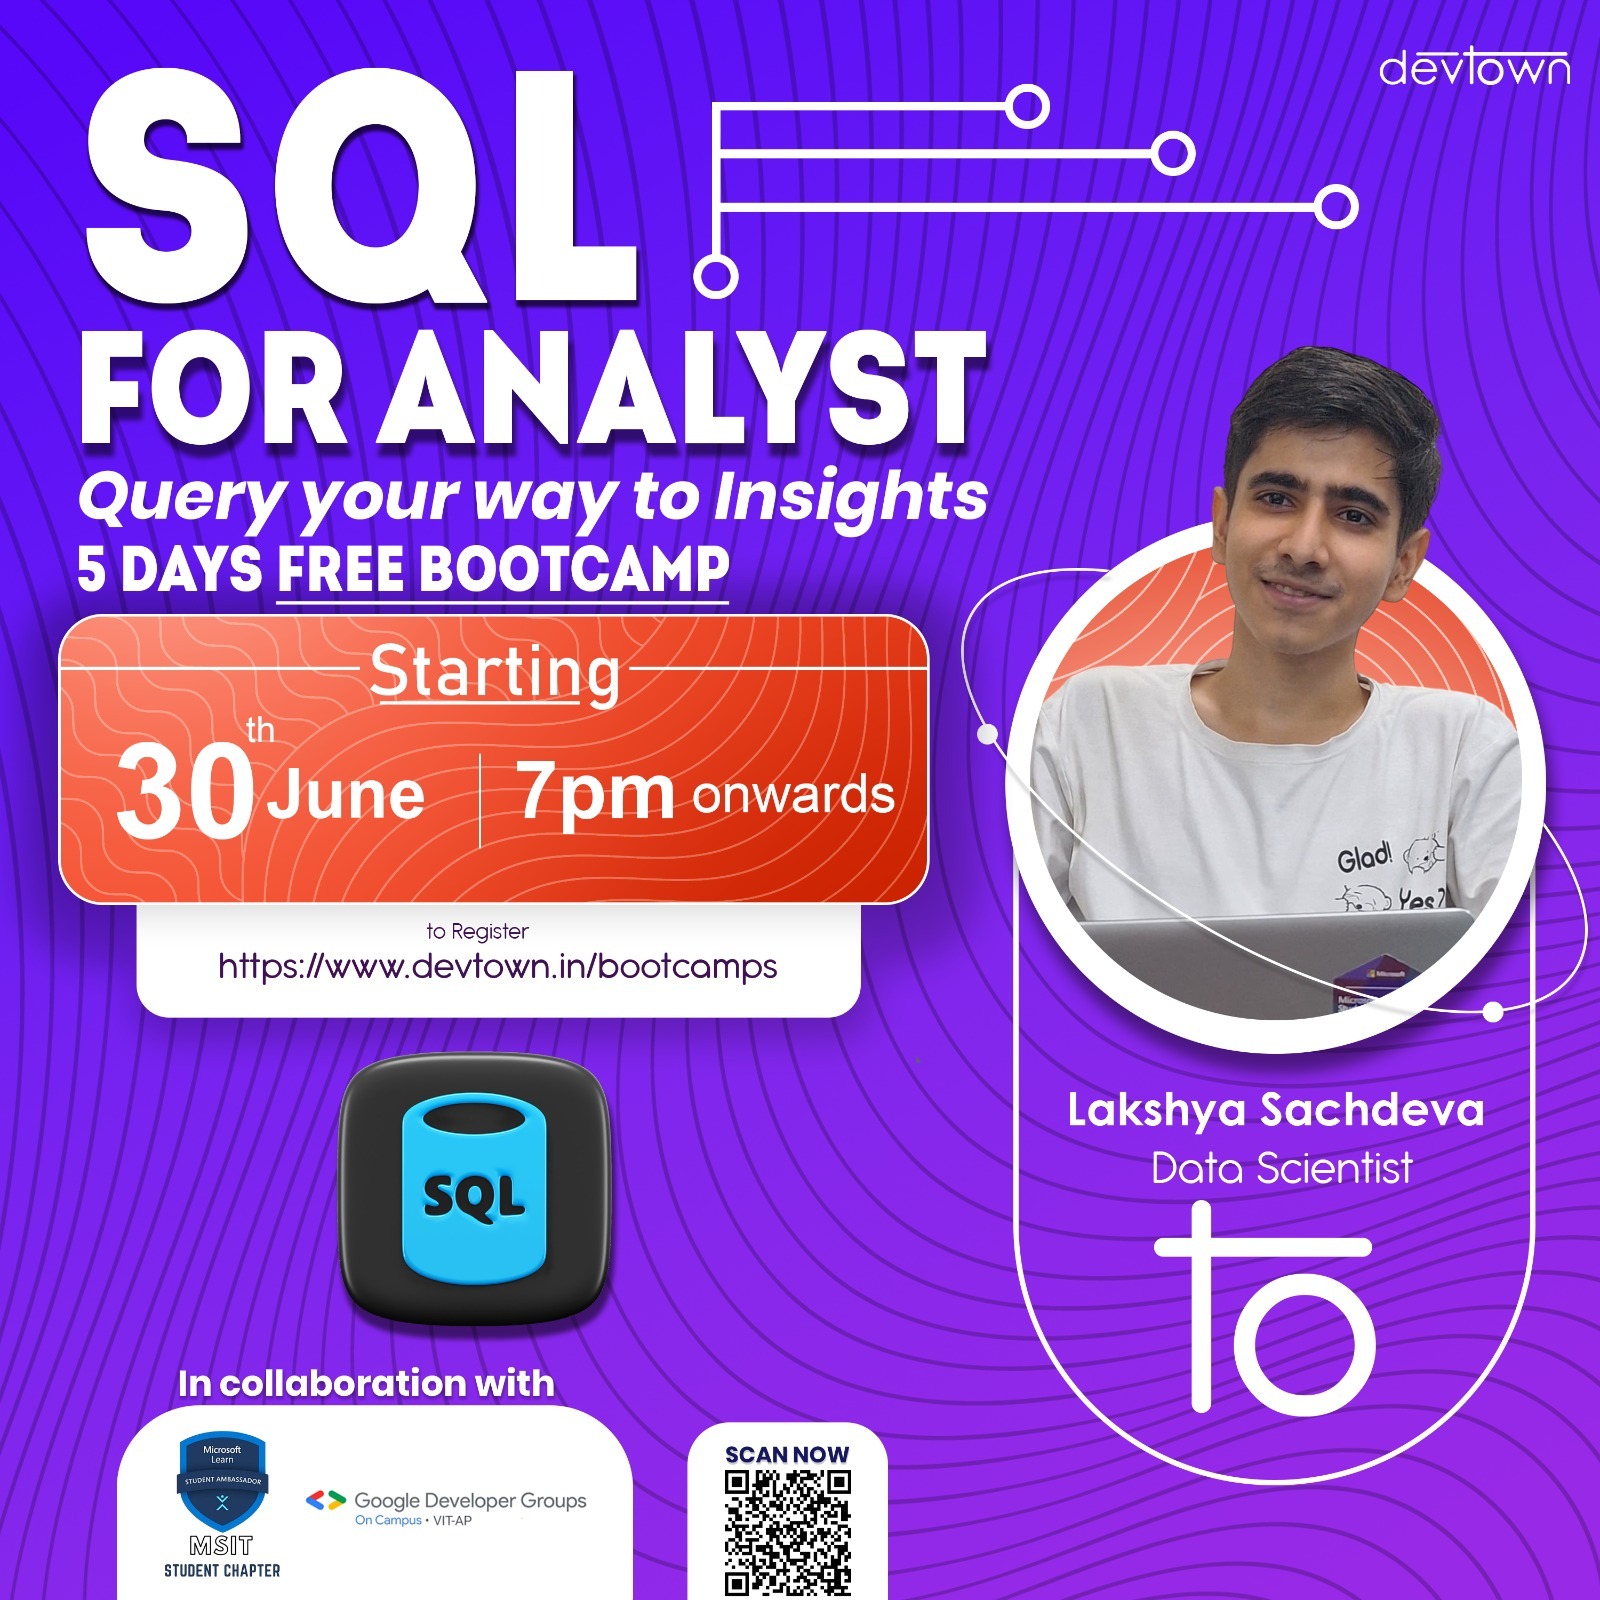 devtown
SQL
FOR ANALYST
Query your way to Insights
5 DAYS FREE BOOTCAMP
Starting
30th June | 7pm onwards
to Register
https://www.devtown.in/bootcamps
Glad!
Yes?
Microsoft
SQL
Lakshya Sachdeva
Data Scientist
to
In collaboration with
Microsoft
Learn
STUDENT AMBASSADOR
MSIT
STUDENT CHAPTER
Google Developer Groups
On Campus • VIT-AP
SCAN NOW